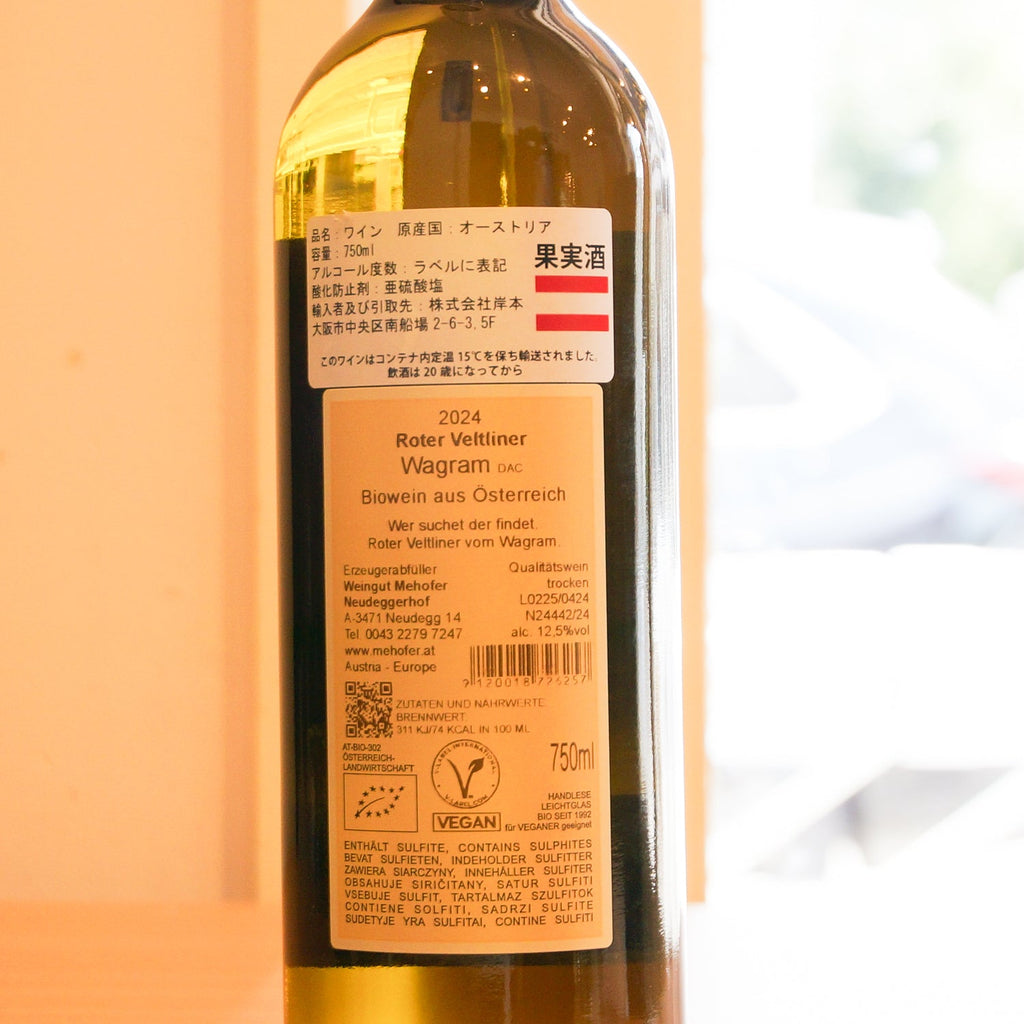 品名：ワイン　原産国：オーストリア
容量：750ml
アルコール度数：ラベルに表記
酸化防止剤：亜硫酸塩
輸入者及び引取先：株式会社岸本
大阪市中央区南船場 2-6-3, 5F
果実酒
このワインはコンテナ内定温 15℃を保ち輸送されました。
飲酒は 20 歳になってから
2024
Roter Veltliner
Wagram DAC
Biowein aus Österreich
Wer suchet der findet.
Roter Veltliner vom Wagram.
Erzeugerabfüller
Weingut Mehofer
Neudeggerhof
A-3471 Neudegg 14
Tel. 0043 2279 7247
www.mehofer.at
Austria - Europe
Qualitätswein
trocken
L0225/0424
N24442/24
alc. 12,5%vol
9 120018 726257
ZUTATEN UND NÄHRWERTE:
BRENNWERT:
311 KJ/74 KCAL IN 100 ML
AT-BIO-302
ÖSTERREICH-
LANDWIRTSCHAFT
V-LABEL INTERNATIONAL
V-LABEL.COM
VEGAN
750ml
HANDLESE
LEICHTGLAS
BIO SEIT 1992
für VEGANER geeignet
ENTHÄLT SULFITE, CONTAINS SULPHITES
BEVAT SULFIETEN, INDEHOLDER SULFITTER
ZAWIERA SIARCZYNY, INNEHÅLLER SULFITER
OBSAHUJE SIRIČITANY, SATUR SULFITI
VSEBUJE SULFIT, TARTALMAZ SZULFITOK
CONTIENE SOLFITI, SADRZI SULFITE
SUDETYJE YRA SULFITAI, CONTINE SULFITI